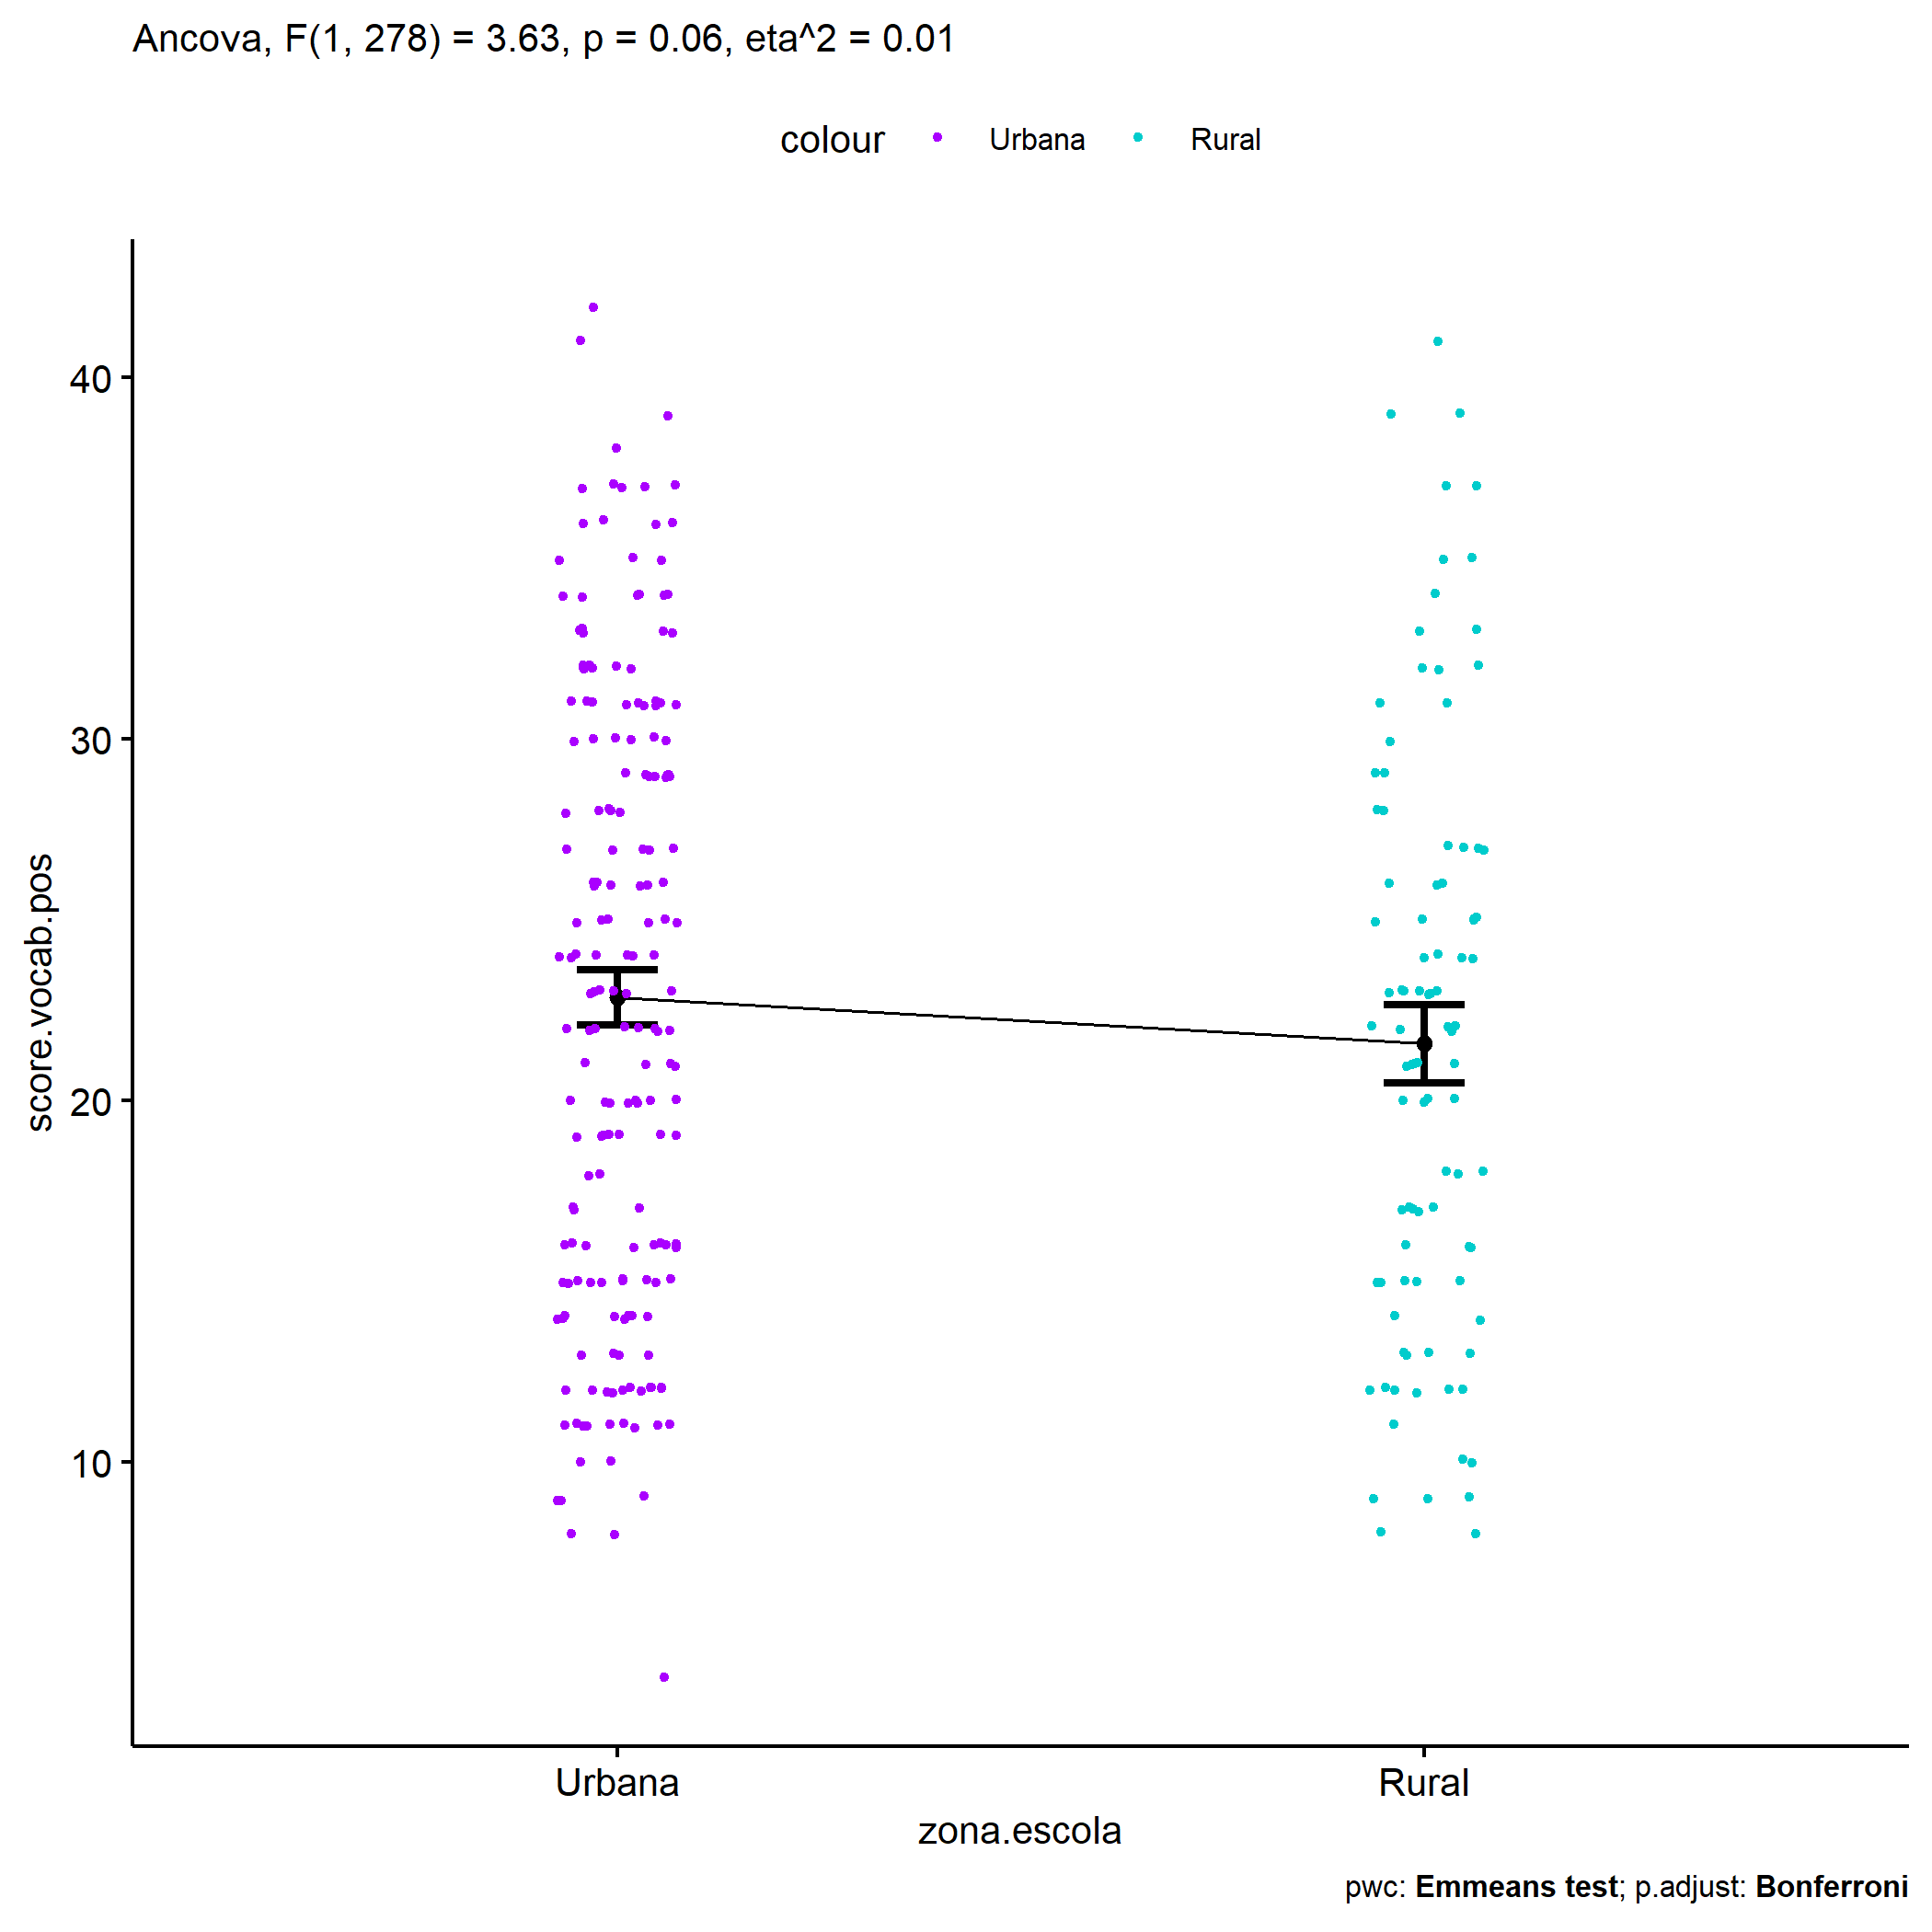 Ancova, F(1, 278) = 3.63, p = 0.06, eta^2 = 0.01
colour Urbana Rural
40
30
20
10
score.vocab.pos
Urbana Rural
zona.escola
pwc: Emmeans test; p.adjust: Bonferroni